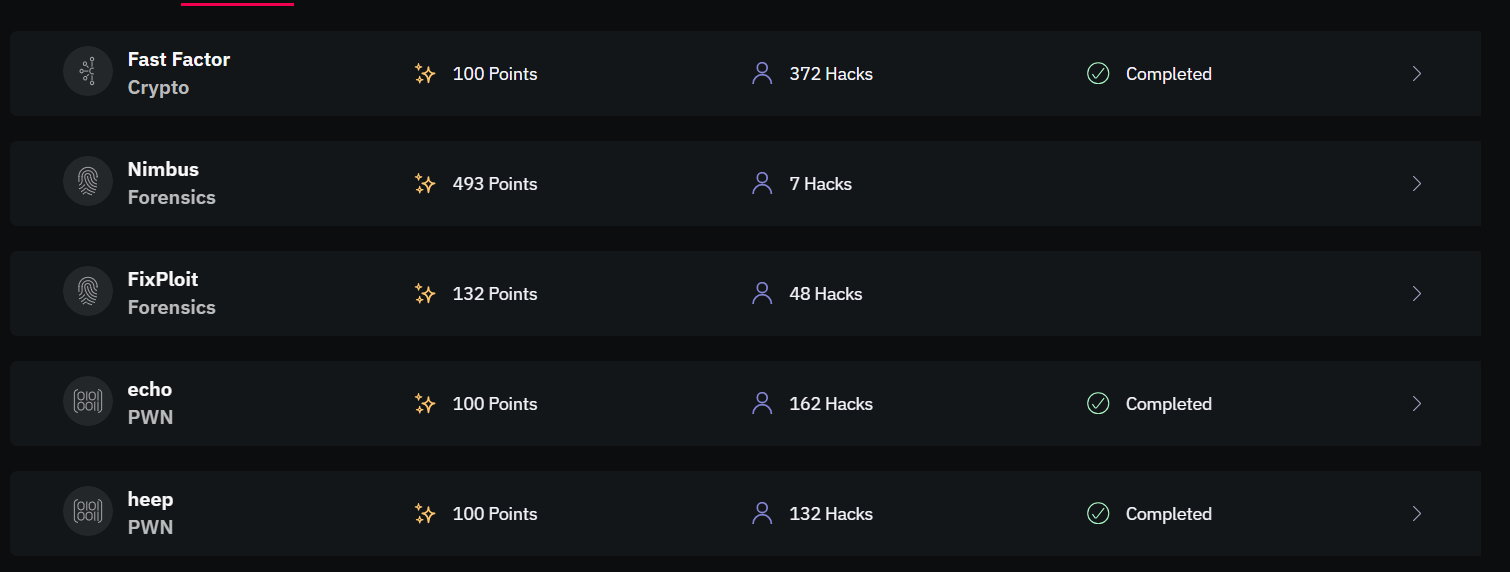 Fast Factor
Crypto
100 Points
372 Hacks
Completed
Nimbus
Forensics
493 Points
7 Hacks
FixPloit
Forensics
132 Points
48 Hacks
echo
PWN
100 Points
162 Hacks
Completed
heep
PWN
100 Points
132 Hacks
Completed